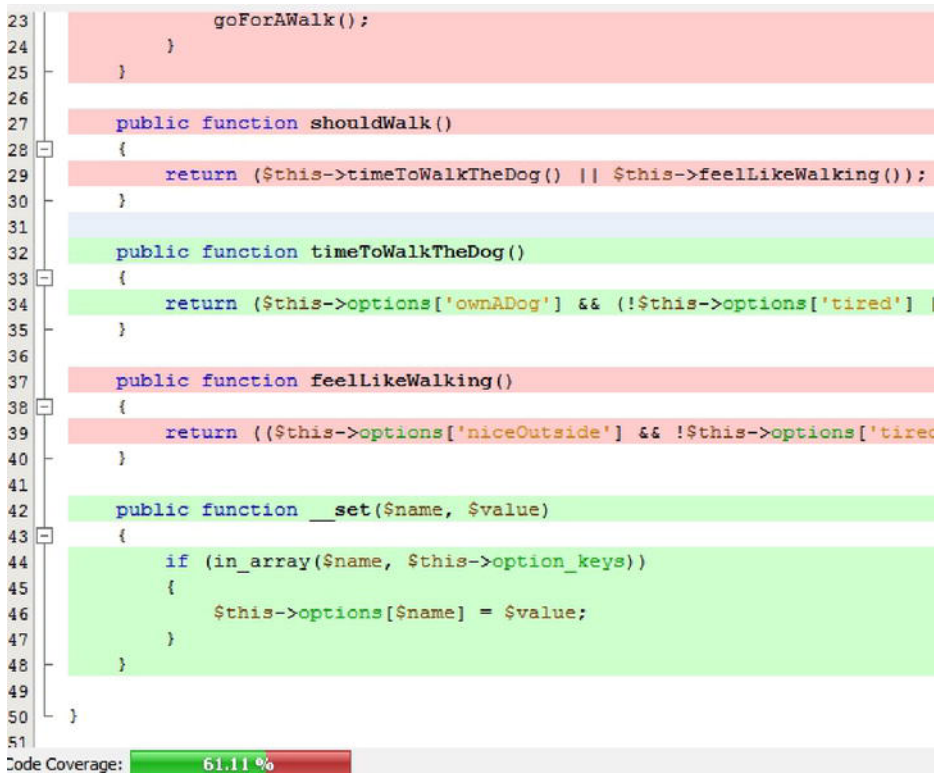 23 goForAWalk();
24 }
25 }
26
27 public function shouldWalk()
28 {
29 return ($this->timeToWalkTheDog() || $this->feelLikeWalking());
30 }
31
32 public function timeToWalkTheDog()
33 {
34 return ($this->options['ownADog'] && (!$this->options['tired'] |
35 }
36
37 public function feelLikeWalking()
38 {
39 return (($this->options['niceOutside'] && !$this->options['tired
40 }
41
42 public function __set($name, $value)
43 {
44 if (in_array($name, $this->option_keys))
45 {
46 $this->options[$name] = $value;
47 }
48 }
49
50 }
51
Code Coverage: 61.11 %